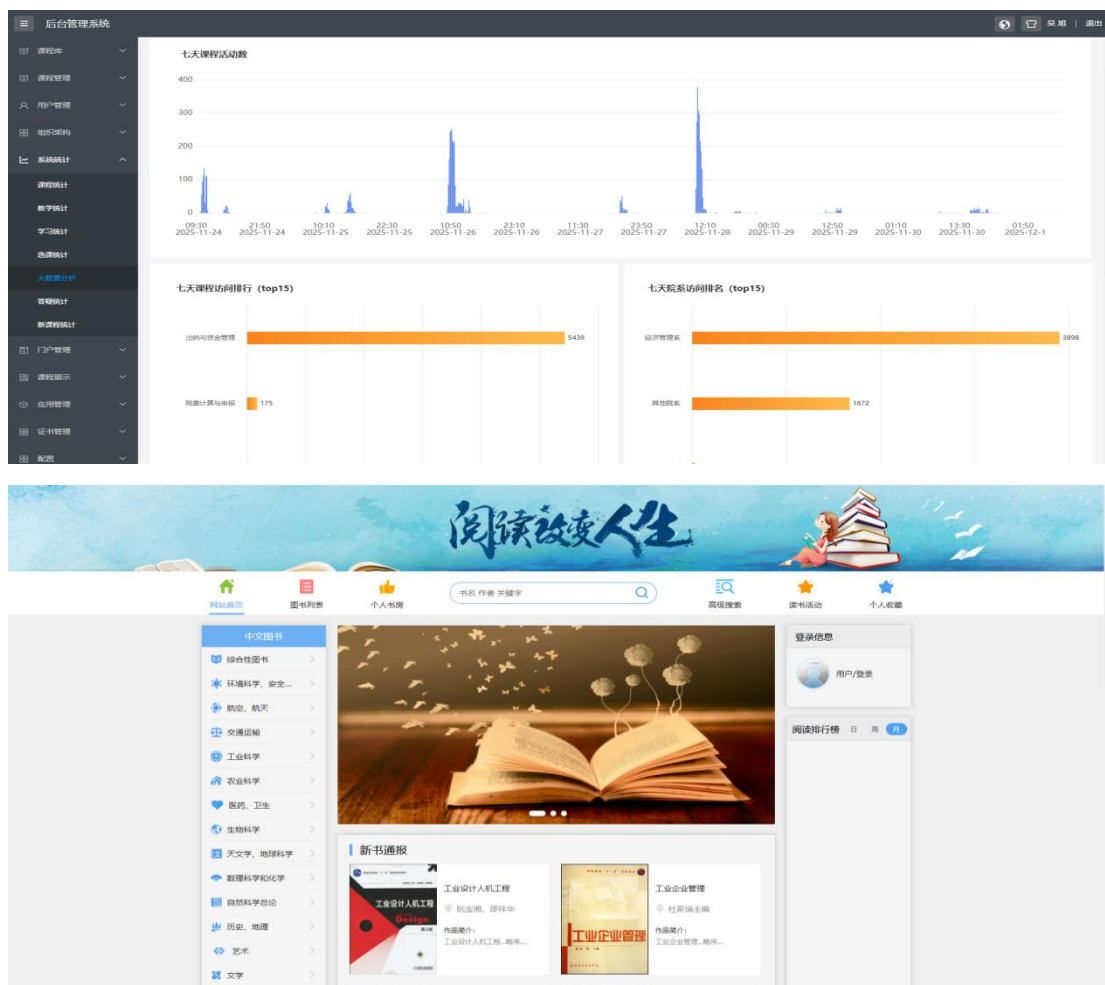 后台管理系统
吴旭 | 退出
课程库
课程管理
用户管理
组织架构
系统统计
课程统计
教学统计
学习统计
选课统计
大数据分析
答疑统计
新课程统计
门户管理
课程展示
应用管理
证书管理
配置
七天课程活动数
400
300
200
100
0
09:30 21:50 10:10 22:30 10:50 23:10 11:30 23:50 12:10 00:30 12:50 01:10 13:30 01:50
2025-11-24 2025-11-24 2025-11-25 2025-11-25 2025-11-26 2025-11-26 2025-11-27 2025-11-27 2025-11-28 2025-11-29 2025-11-29 2025-11-30 2025-11-30 2025-12-1
七天课程访问排行（top15）
出纳与资金管理 5439
税费计算与申报 175
七天院系访问排名（top15）
经济管理系 3898
其他院系 1672
阅读改变人生
网站首页
图书列表
个人书房
书名 作者 关键字
高级搜索
读书活动
个人收藏
中文图书
综合性图书
环境科学、安全...
航空、航天
交通运输
工业科学
农业科学
医药、卫生
生物科学
天文学、地球科学
数理科学和化学
自然科学总论
历史、地理
艺术
文学
新书通报
工业设计人机工程
Design
工业设计人机工程
阮宝湘，邵祥华
作品简介:
工业设计人机工程_略序...
工业企业管理
工业企业管理
杜家瑞主编
作品简介:
工业企业管理_略序...
登录信息
用户/登录
阅读排行榜 日 周 月